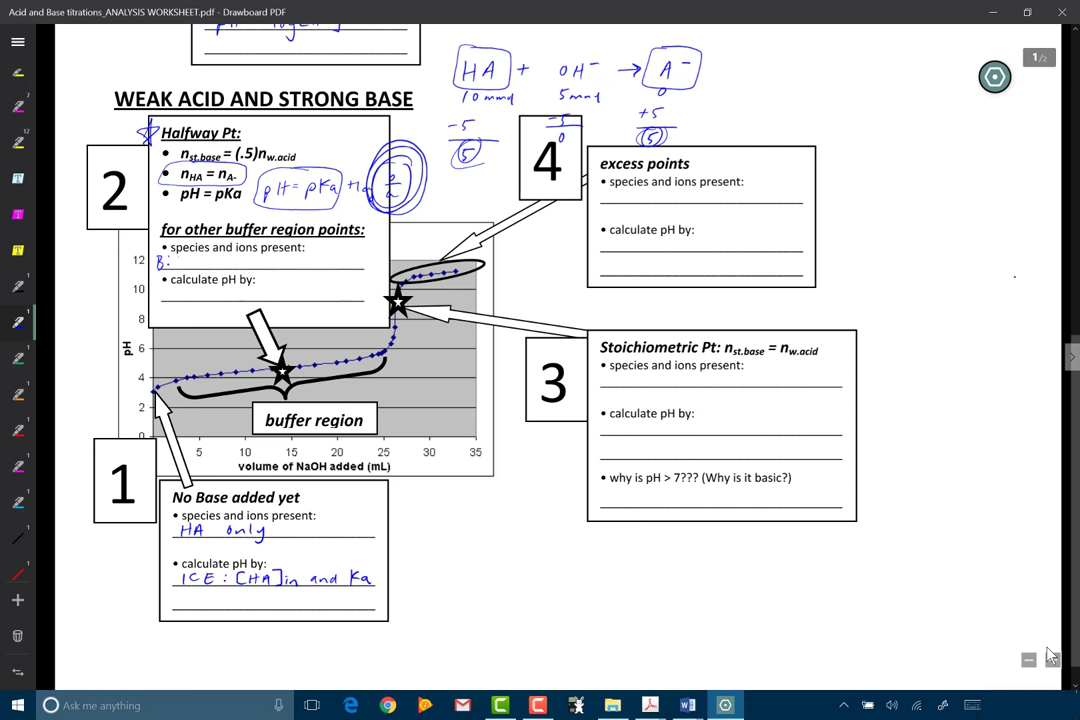 Acid and Base titrations_ANALYSIS WORKSHEET.pdf - Drawboard PDF
1/2
HA + OH⁻ → A⁻
10 mmol 5 mmol 0
-5 -5 +5
5 0 5
WEAK ACID AND STRONG BASE
2
Halfway Pt:
• nst.base = (.5)nw.acid
• nHA = nA-
• pH = pKa
pH = pKa + log b/a
for other buffer region points:
• species and ions present:
B:
• calculate pH by:
4
excess points
• species and ions present:
• calculate pH by:
3
Stoichiometric Pt: nst.base = nw.acid
• species and ions present:
• calculate pH by:
• why is pH > 7??? (Why is it basic?)
12
10
8
6
4
2
0
pH
buffer region
5 10 15 20 25 30 35
volume of NaOH added (mL)
1
No Base added yet
• species and ions present:
HA only
• calculate pH by:
ICE : [HA]in and Ka
Ask me anything